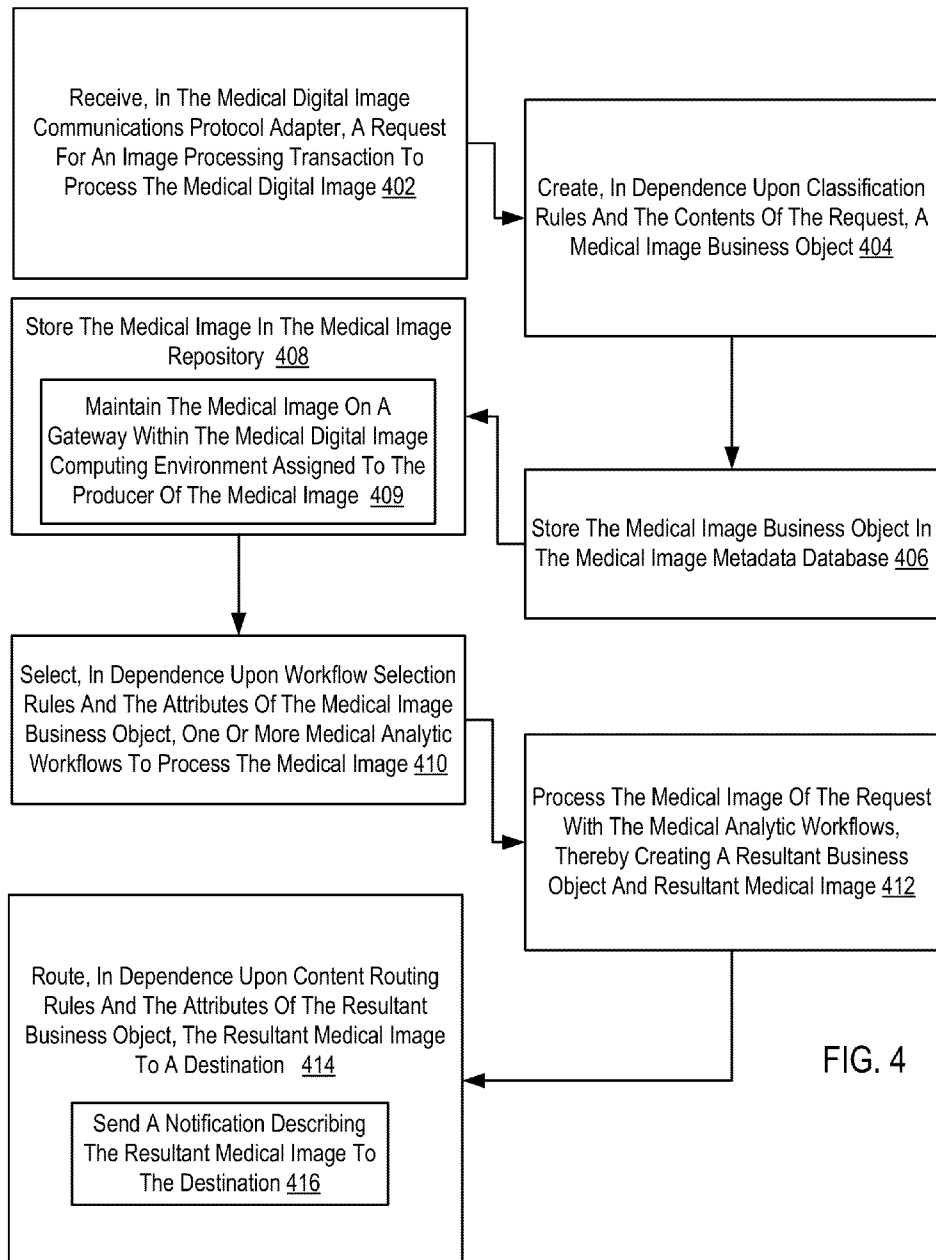 Receive, In The Medical Digital Image
Communications Protocol Adapter, A Request
For An Image Processing Transaction To
Process The Medical Digital Image 402
Create, In Dependence Upon Classification
Rules And The Contents Of The Request, A
Medical Image Business Object 404
Store The Medical Image In The Medical Image
Repository 408
Maintain The Medical Image On A
Gateway Within The Medical Digital Image
Computing Environment Assigned To The
Producer Of The Medical Image 409
Store The Medical Image Business Object In
The Medical Image Metadata Database 406
Select, In Dependence Upon Workflow Selection
Rules And The Attributes Of The Medical Image
Business Object, One Or More Medical Analytic
Workflows To Process The Medical Image 410
Process The Medical Image Of The Request
With The Medical Analytic Workflows,
Thereby Creating A Resultant Business
Object And Resultant Medical Image 412
Route, In Dependence Upon Content Routing
Rules And The Attributes Of The Resultant
Business Object, The Resultant Medical Image
To A Destination 414
Send A Notification Describing
The Resultant Medical Image To
The Destination 416
FIG. 4